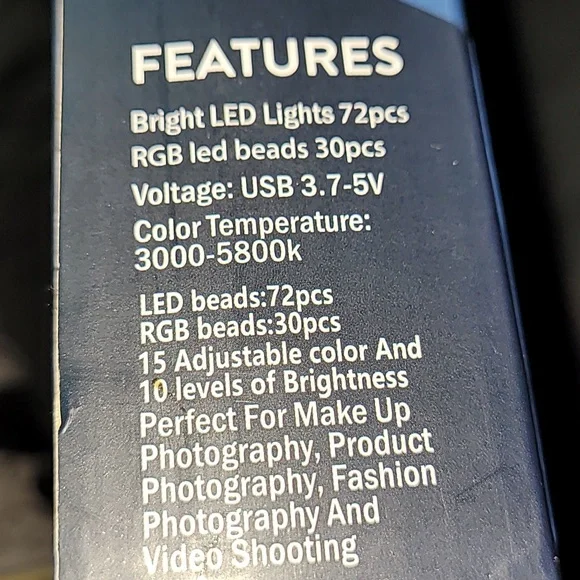 FEATURES
Bright LED Lights 72pcs
RGB led beads 30pcs
Voltage: USB 3.7-5V
Color Temperature:
3000-5800k
LED beads:72pcs
RGB beads:30pcs
15 Adjustable color And
10 levels of Brightness
Perfect For Make Up
Photography, Product
Photography, Fashion
Photography And
Video Shooting